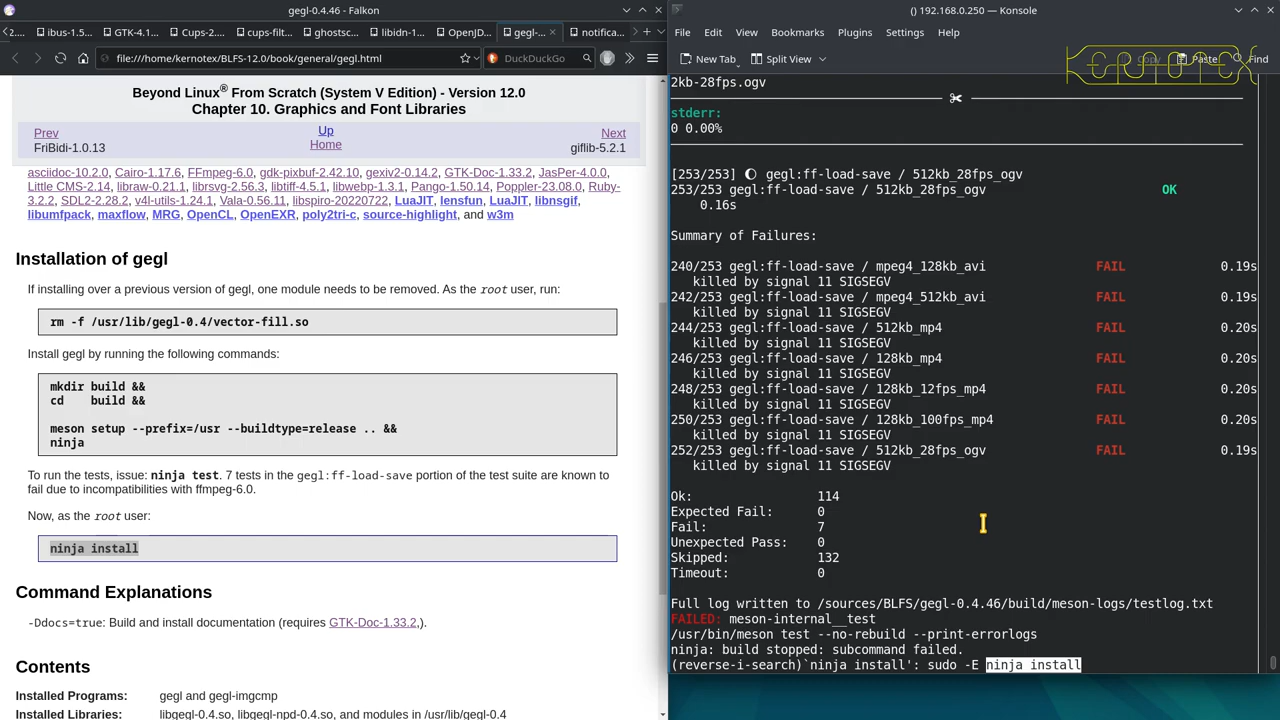 gegl-0.4.46 - Falkon
2....
ibus-1.5...
GTK-4.1...
Cups-2....
cups-filt...
ghostsc...
libidn-1...
OpenJD...
gegl-...
notifica...
file:///home/kernotex/BLFS-12.0/book/general/gegl.html
DuckDuckGo
Beyond Linux® From Scratch (System V Edition) - Version 12.0
Chapter 10. Graphics and Font Libraries
Prev
Up
Next
FriBidi-1.0.13
Home
giflib-5.2.1
asciidoc-10.2.0, Cairo-1.17.6, FFmpeg-6.0, gdk-pixbuf-2.42.10, gexiv2-0.14.2, GTK-Doc-1.33.2, JasPer-4.0.0,
Little CMS-2.14, libraw-0.21.1, librsvg-2.56.3, libtiff-4.5.1, libwebp-1.3.1, Pango-1.50.14, Poppler-23.08.0, Ruby-
3.2.2, SDL2-2.28.2, v4l-utils-1.24.1, Vala-0.56.11, libspiro-20220722, LuaJIT, lensfun, LuaJIT, libnsgif,
libumfpack, maxflow, MRG, OpenCL, OpenEXR, poly2tri-c, source-highlight, and w3m
Installation of gegl
If installing over a previous version of gegl, one module needs to be removed. As the root user, run:
rm -f /usr/lib/gegl-0.4/vector-fill.so
Install gegl by running the following commands:
mkdir build &&
cd    build &&
meson setup --prefix=/usr --buildtype=release .. &&
ninja
To run the tests, issue: ninja test. 7 tests in the gegl:ff-load-save portion of the test suite are known to
fail due to incompatibilities with ffmpeg-6.0.
Now, as the root user:
ninja install
Command Explanations
-Ddocs=true: Build and install documentation (requires GTK-Doc-1.33.2,).
Contents
Installed Programs: gegl and gegl-imgcmp
Installed Libraries: libgegl-0.4.so, libgegl-npd-0.4.so, and modules in /usr/lib/gegl-0.4
() 192.168.0.250 — Konsole
File Edit View Bookmarks Plugins Settings Help
New Tab
Split View
Copy
Paste
Find
KERNOTEX
2kb-28fps.ogv
stderr:
0 0.00%
[253/253] gegl:ff-load-save / 512kb_28fps_ogv
253/253 gegl:ff-load-save / 512kb_28fps_ogv OK
0.16s
Summary of Failures:
240/253 gegl:ff-load-save / mpeg4_128kb_avi FAIL 0.19s
killed by signal 11 SIGSEGV
242/253 gegl:ff-load-save / mpeg4_512kb_avi FAIL 0.19s
killed by signal 11 SIGSEGV
244/253 gegl:ff-load-save / 512kb_mp4 FAIL 0.20s
killed by signal 11 SIGSEGV
246/253 gegl:ff-load-save / 128kb_mp4 FAIL 0.20s
killed by signal 11 SIGSEGV
248/253 gegl:ff-load-save / 128kb_12fps_mp4 FAIL 0.20s
killed by signal 11 SIGSEGV
250/253 gegl:ff-load-save / 128kb_100fps_mp4 FAIL 0.20s
killed by signal 11 SIGSEGV
252/253 gegl:ff-load-save / 512kb_28fps_ogv FAIL 0.19s
killed by signal 11 SIGSEGV
Ok: 114
Expected Fail: 0
Fail: 7
Unexpected Pass: 0
Skipped: 132
Timeout: 0
Full log written to /sources/BLFS/gegl-0.4.46/build/meson-logs/testlog.txt
FAILED: meson-internal__test
/usr/bin/meson test --no-rebuild --print-errorlogs
ninja: build stopped: subcommand failed.
(reverse-i-search)`ninja install': sudo -E ninja install